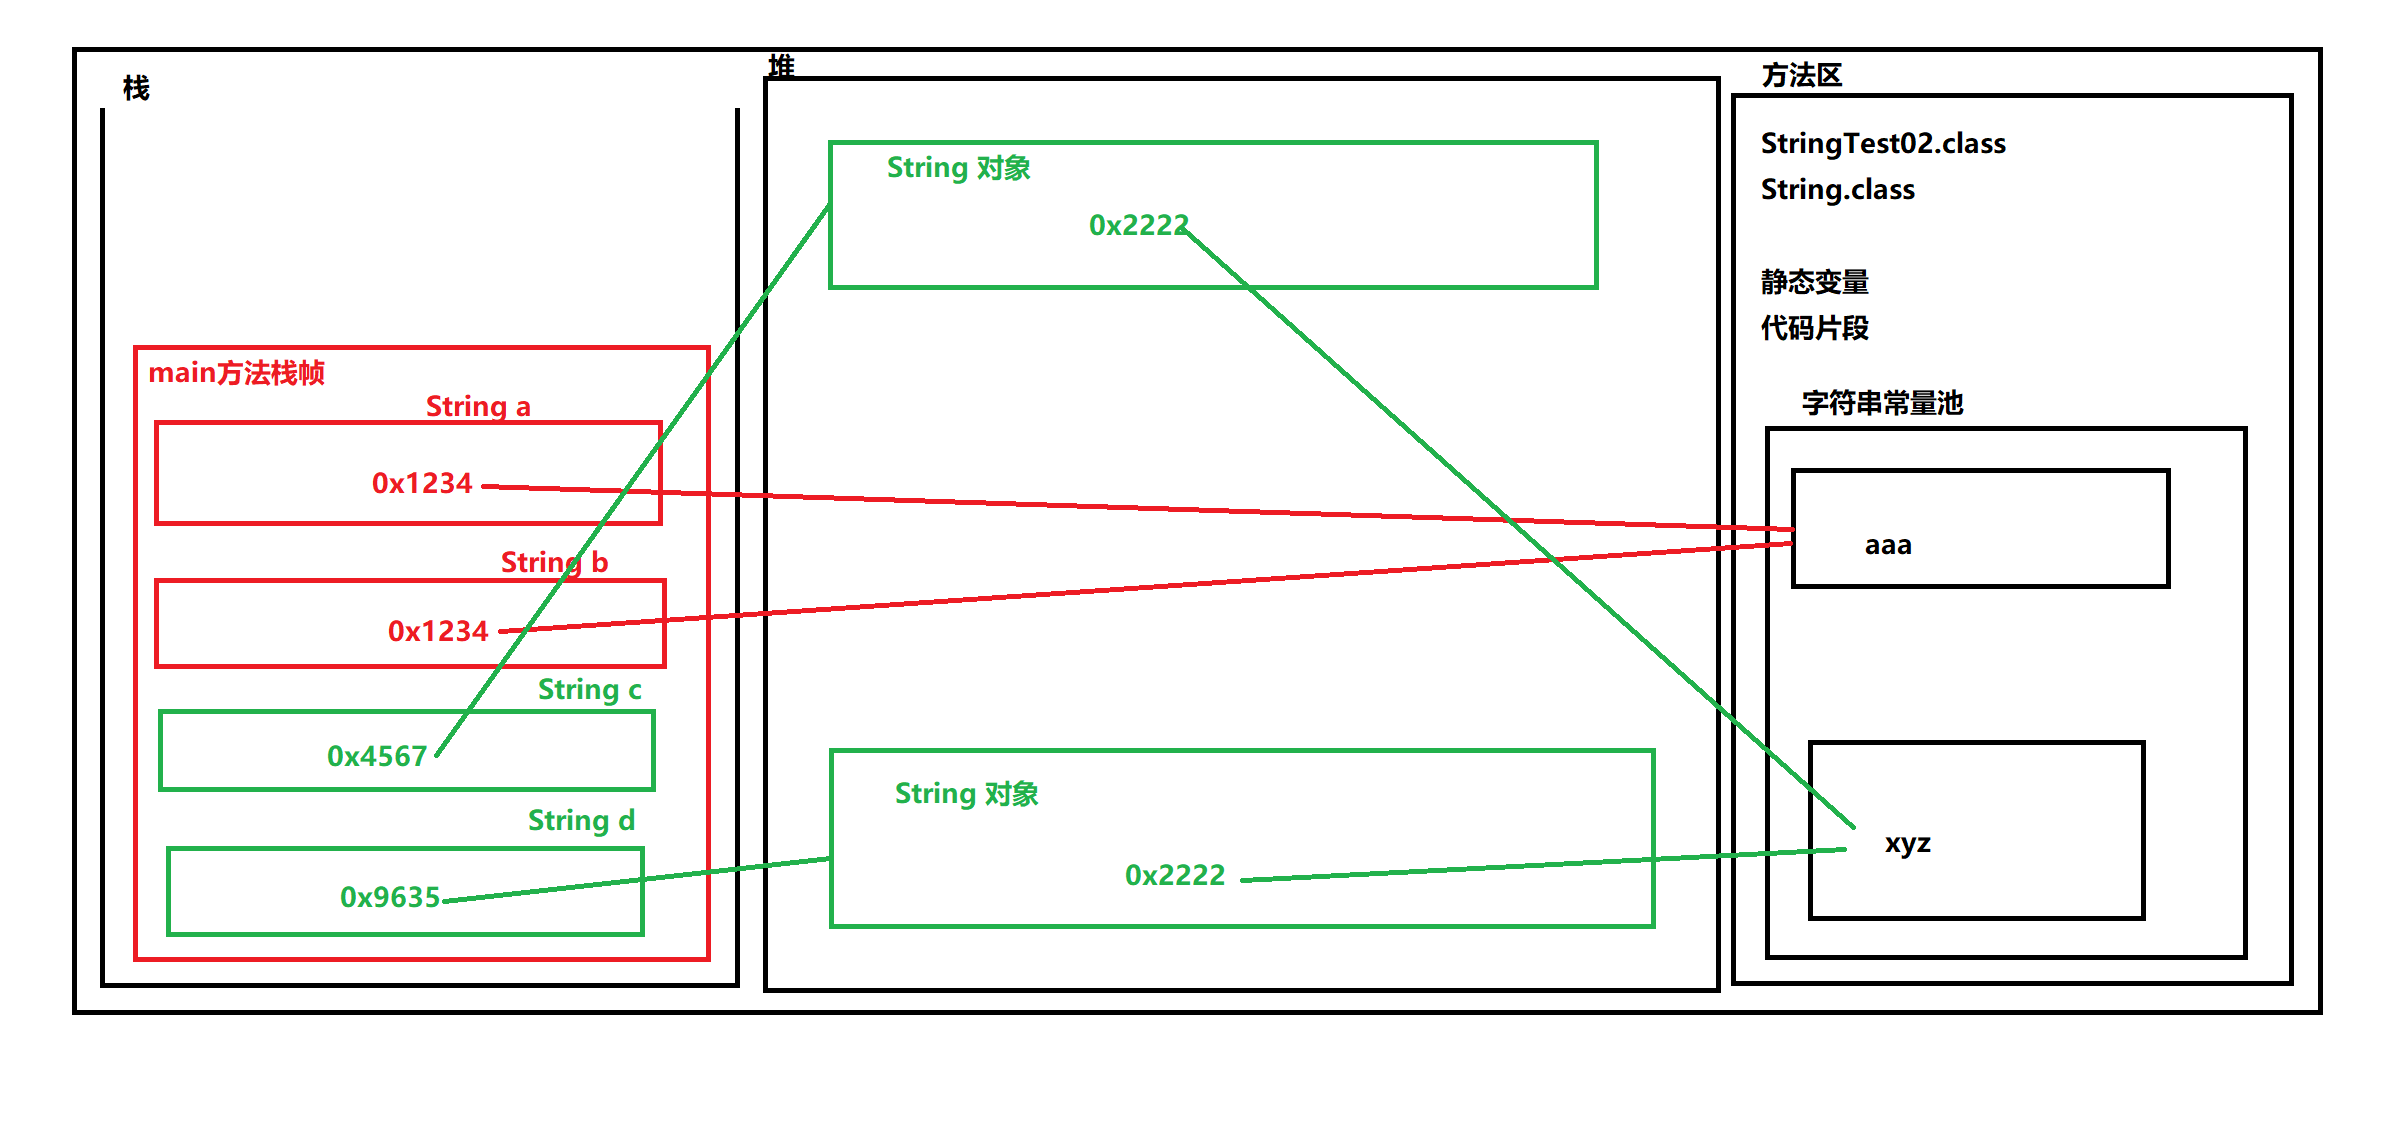 栈
main方法栈帧
String a
0x1234
String b
0x1234
String c
0x4567
String d
0x9635
堆
String 对象
0x2222
String 对象
0x2222
方法区
StringTest02.class
String.class
静态变量
代码片段
字符串常量池
aaa
xyz